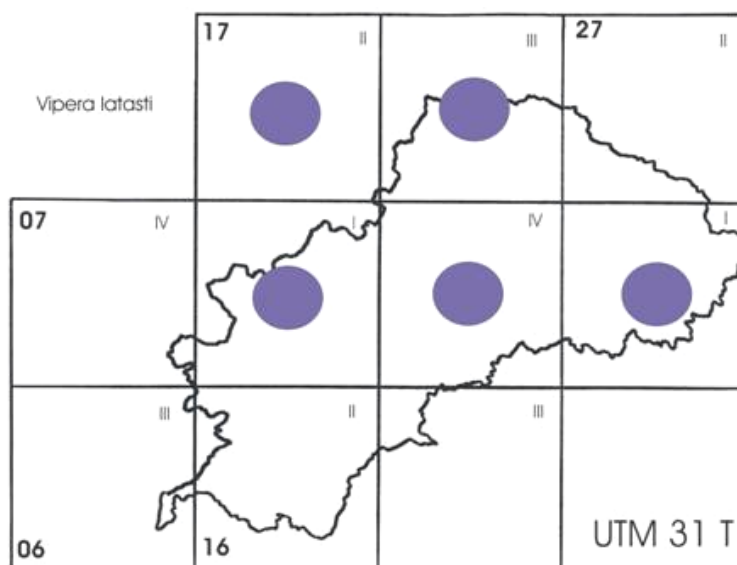 17 II III 27 II
Vipera latasti
07 IV I IV I
III II III
06 16 UTM 31 T